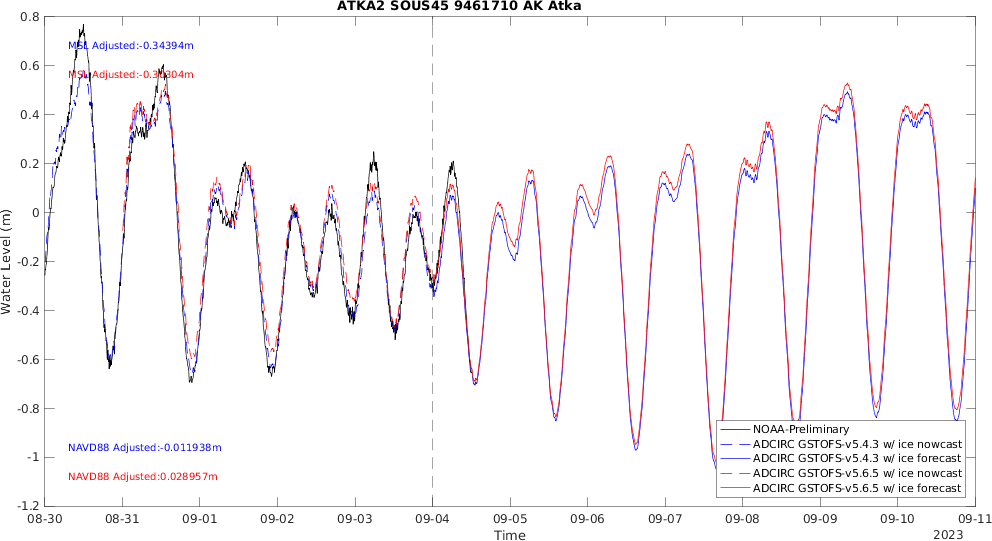 ATKA2 SOUS45 9461710 AK Atka
0.8
0.6
0.4
0.2
0
-0.2
-0.4
-0.6
-0.8
-1
-1.2
Water Level (m)
MSL Adjusted:-0.34394m
MSL
NAVD88 Adjusted:-0.011938m
NAVD88 Adjusted:0.028957m
NOAA-Preliminary
ADCIRC GSTOFS-v5.4.3 w/ ice nowcast
ADCIRC GSTOFS-v5.4.3 w/ ice forecast
ADCIRC GSTOFS-v5.6.5 w/ ice nowcast
ADCIRC GSTOFS-v5.6.5 w/ ice forecast
08-30 08-31 09-01 09-02 09-03 09-04 09-05 09-06 09-07 09-08 09-09 09-10 09-11
Time
2023